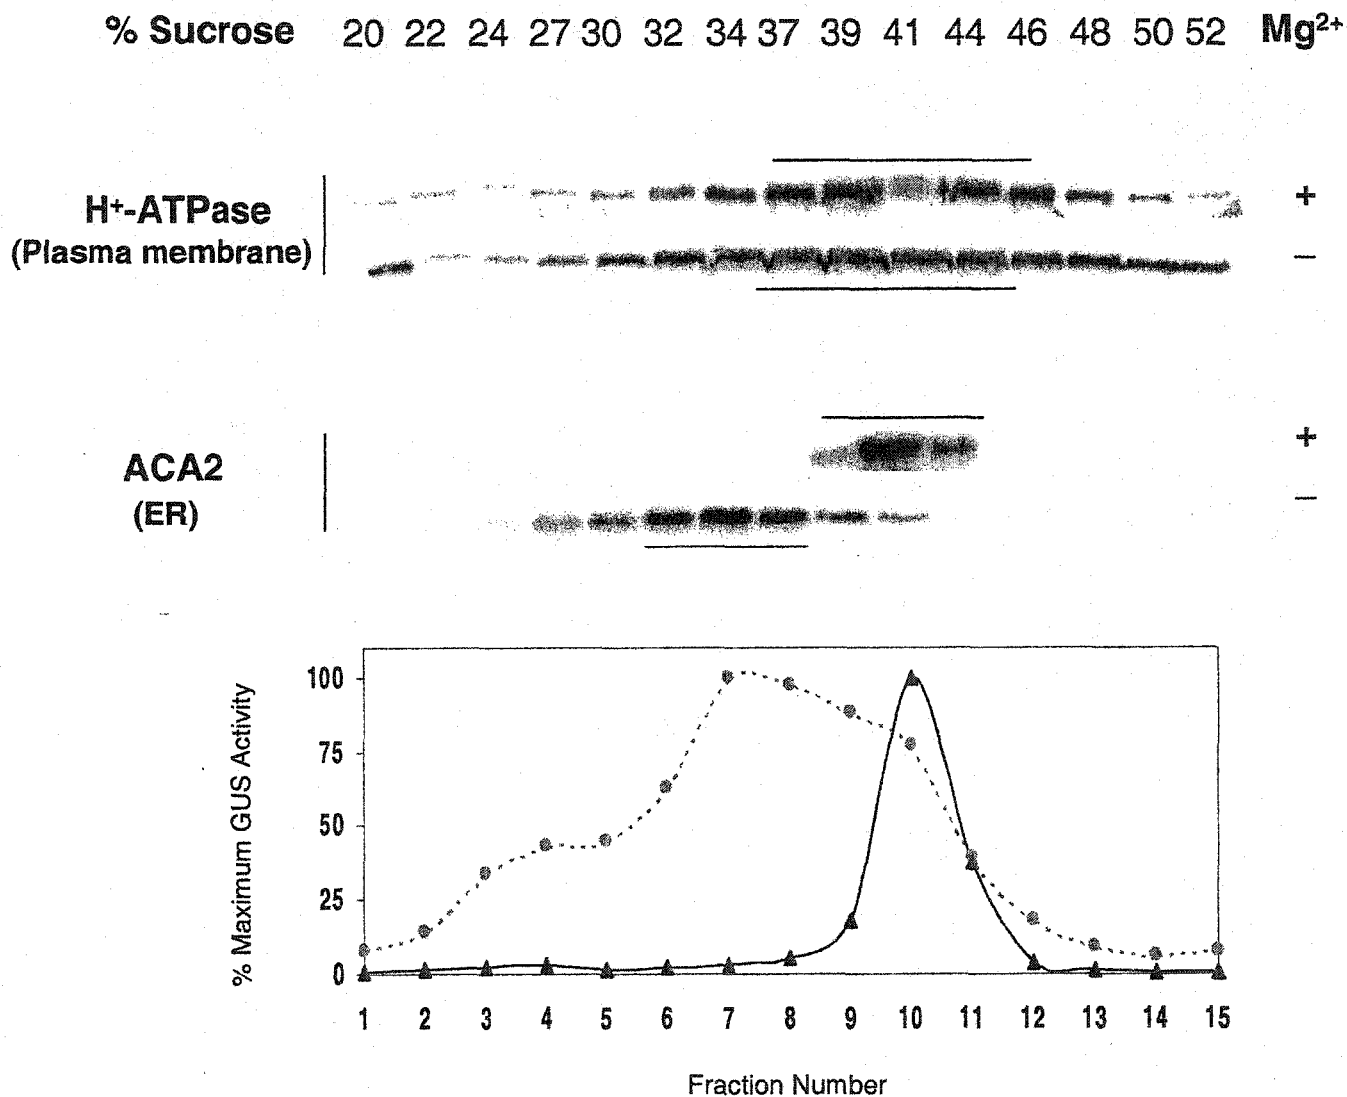 % Sucrose 20 22 24 27 30 32 34 37 39 41 44 46 48 50 52 Mg²⁺
H⁺-ATPase
(Plasma membrane)
+
−
ACA2
(ER)
+
−
% Maximum GUS Activity
100
75
50
25
0
1 2 3 4 5 6 7 8 9 10 11 12 13 14 15
Fraction Number